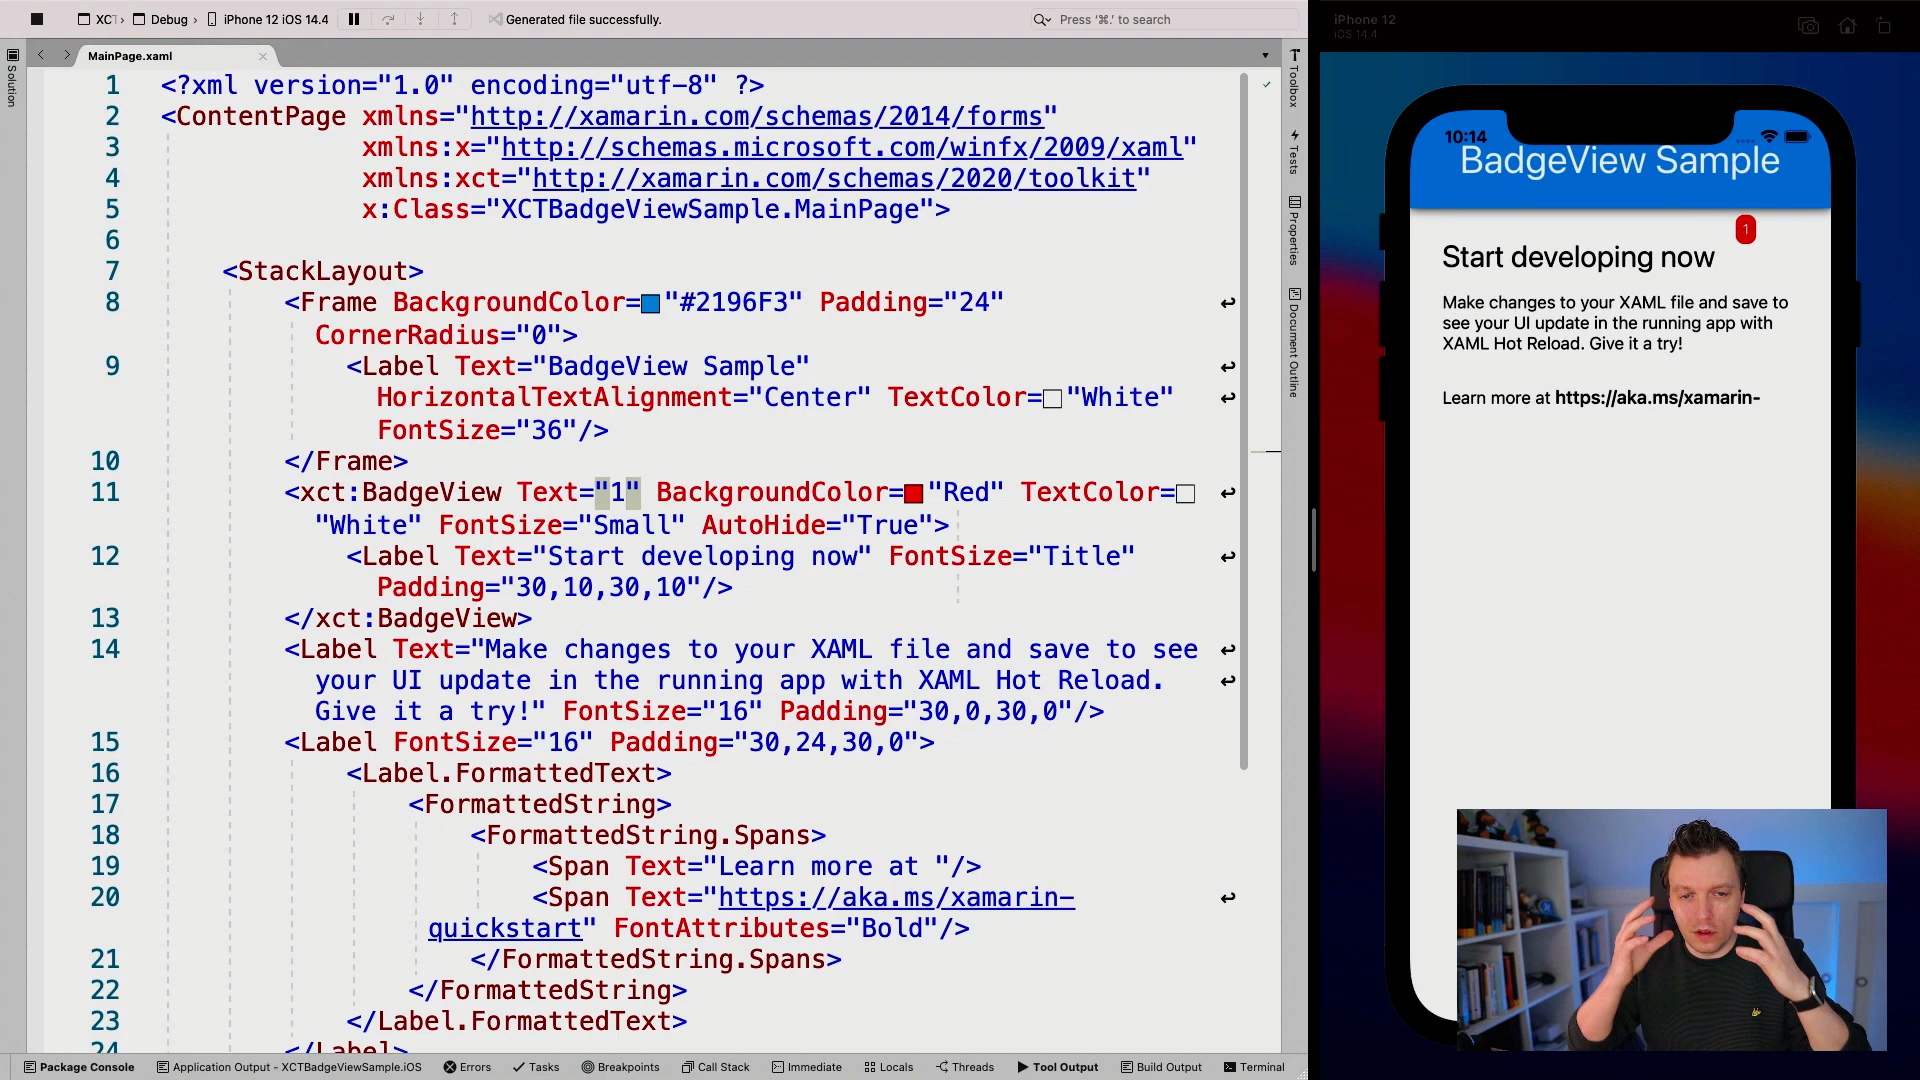 XCT
Debug
iPhone 12 iOS 14.4
Generated file successfully.
Press '⌘.' to search
MainPage.xaml
Solution
1 <?xml version="1.0" encoding="utf-8" ?>
2 <ContentPage xmlns="http://xamarin.com/schemas/2014/forms"
3 xmlns:x="http://schemas.microsoft.com/winfx/2009/xaml"
4 xmlns:xct="http://xamarin.com/schemas/2020/toolkit"
5 x:Class="XCTBadgeViewSample.MainPage">
6
7 <StackLayout>
8 <Frame BackgroundColor="#2196F3" Padding="24"
CornerRadius="0">
9 <Label Text="BadgeView Sample"
HorizontalTextAlignment="Center" TextColor="White"
FontSize="36"/>
10 </Frame>
11 <xct:BadgeView Text="1" BackgroundColor="Red" TextColor=
"White" FontSize="Small" AutoHide="True">
12 <Label Text="Start developing now" FontSize="Title"
Padding="30,10,30,10"/>
13 </xct:BadgeView>
14 <Label Text="Make changes to your XAML file and save to see
your UI update in the running app with XAML Hot Reload.
Give it a try!" FontSize="16" Padding="30,0,30,0"/>
15 <Label FontSize="16" Padding="30,24,30,0">
16 <Label.FormattedText>
17 <FormattedString>
18 <FormattedString.Spans>
19 <Span Text="Learn more at "/>
20 <Span Text="https://aka.ms/xamarin-
quickstart" FontAttributes="Bold"/>
21 </FormattedString.Spans>
22 </FormattedString>
23 </Label.FormattedText>
24 </Label>
Toolbox
Tests
Properties
Document Outline
Package Console
Application Output - XCTBadgeViewSample.iOS
Errors
Tasks
Breakpoints
Call Stack
Immediate
Locals
Threads
Tool Output
Build Output
Terminal
iPhone 12
iOS 14.4
10:14
BadgeView Sample
1
Start developing now
Make changes to your XAML file and save to
see your UI update in the running app with
XAML Hot Reload. Give it a try!
Learn more at https://aka.ms/xamarin-